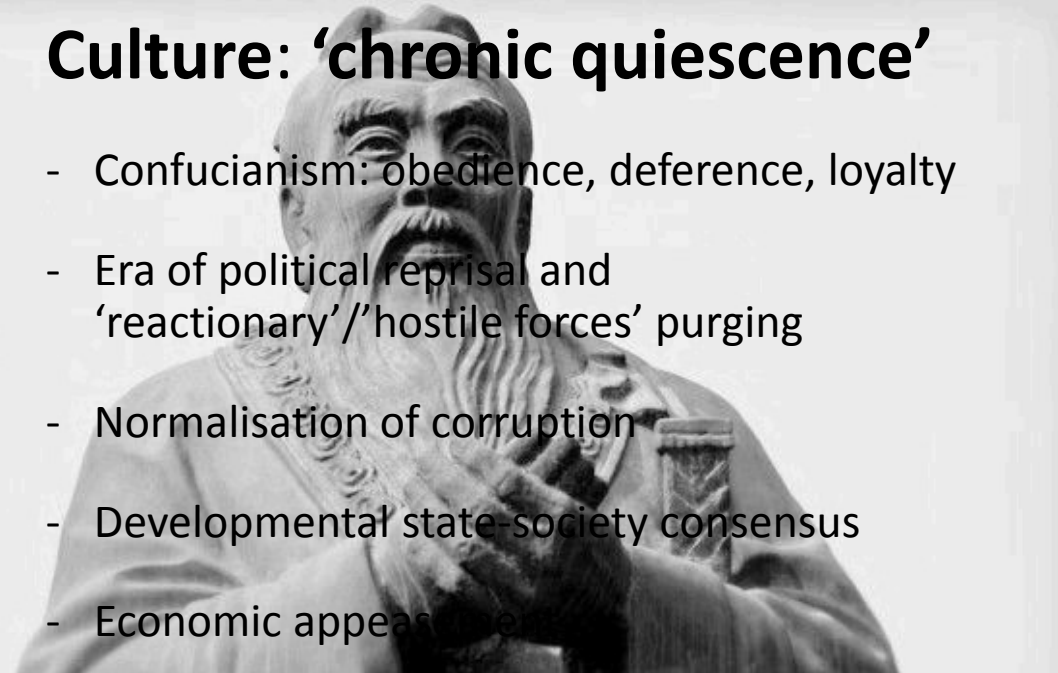 Culture: ‘chronic quiescence’
- Confucianism: obedience, deference, loyalty
- Era of political reprisal and
‘reactionary’/’hostile forces’ purging
- Normalisation of corruption
- Developmental state-society consensus
- Economic appeasement